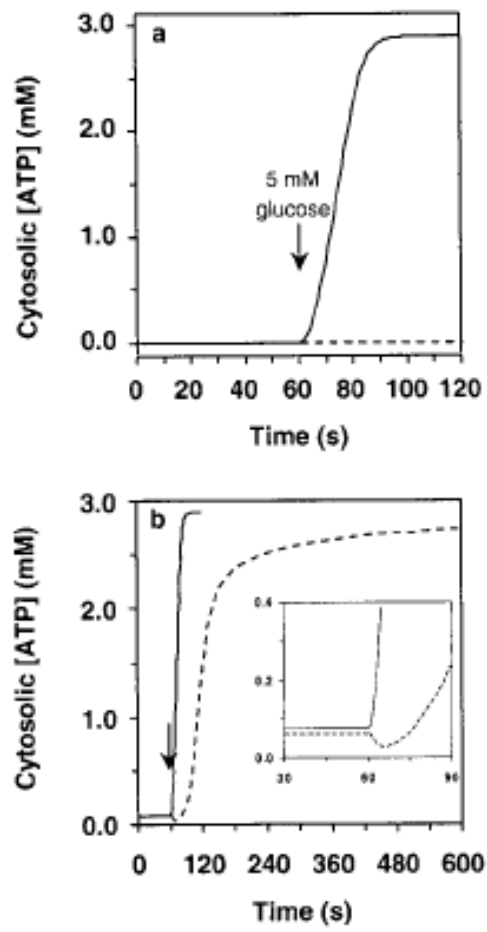 a
3.0
2.0
1.0
0.0
Cytosolic [ATP] (mM)
5 mM
glucose
0 20 40 60 80 100 120
Time (s)
b
3.0
2.0
1.0
0.0
Cytosolic [ATP] (mM)
0.4
0.2
0.0
30 60 90
0 120 240 360 480 600
Time (s)